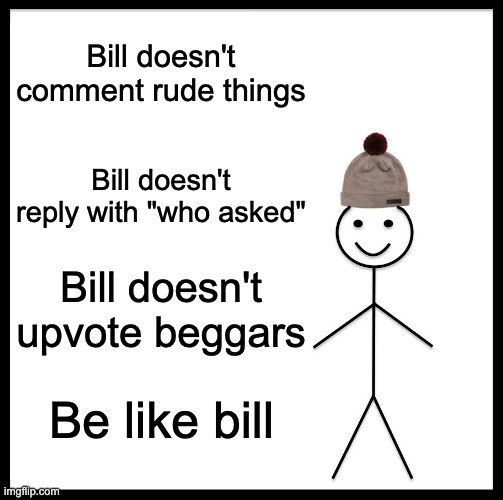 Bill doesn't
comment rude things
Bill doesn't
reply with "who asked"
Bill doesn't
upvote beggars
Be like bill
imgflip.com